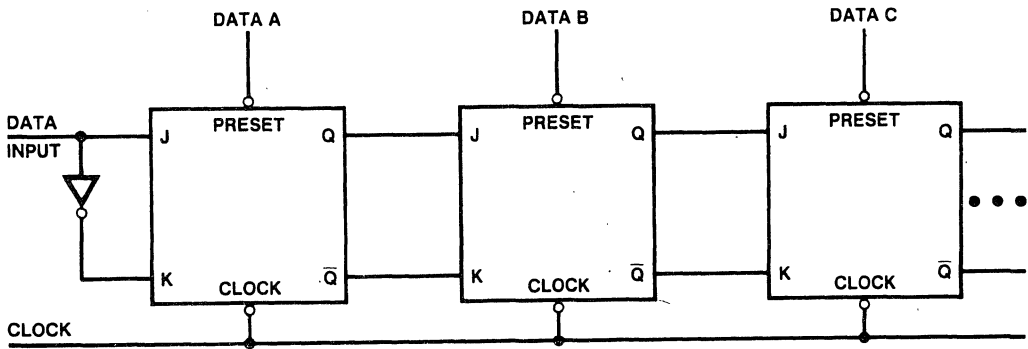 DATA A
DATA B
DATA C
DATA
INPUT
J
PRESET
Q
J
PRESET
Q
J
PRESET
Q
K
CLOCK
Q̅
K
CLOCK
Q̅
K
CLOCK
Q̅
CLOCK